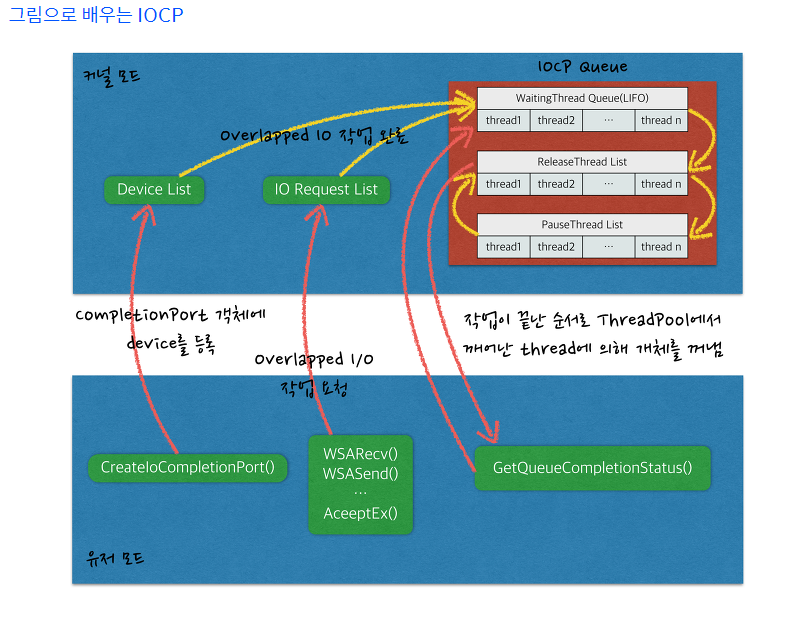 그림으로 배우는 IOCP
커널 모드
IOCP Queue
WaitingThread Queue(LIFO)
thread1 thread2 ... thread n
Overlapped IO 작업 완료
ReleaseThread List
thread1 thread2 ... thread n
Device List
IO Request List
PauseThread List
thread1 thread2 ... thread n
CompletionPort 객체에
device를 등록
작업이 끝난 순서로 ThreadPool에서
깨어난 thread에 의해 개체를 꺼냄
Overlapped I/O
작업 요청
CreateIoCompletionPort()
WSARecv()
WSASend()
...
AceeptEx()
GetQueueCompletionStatus()
유저 모드